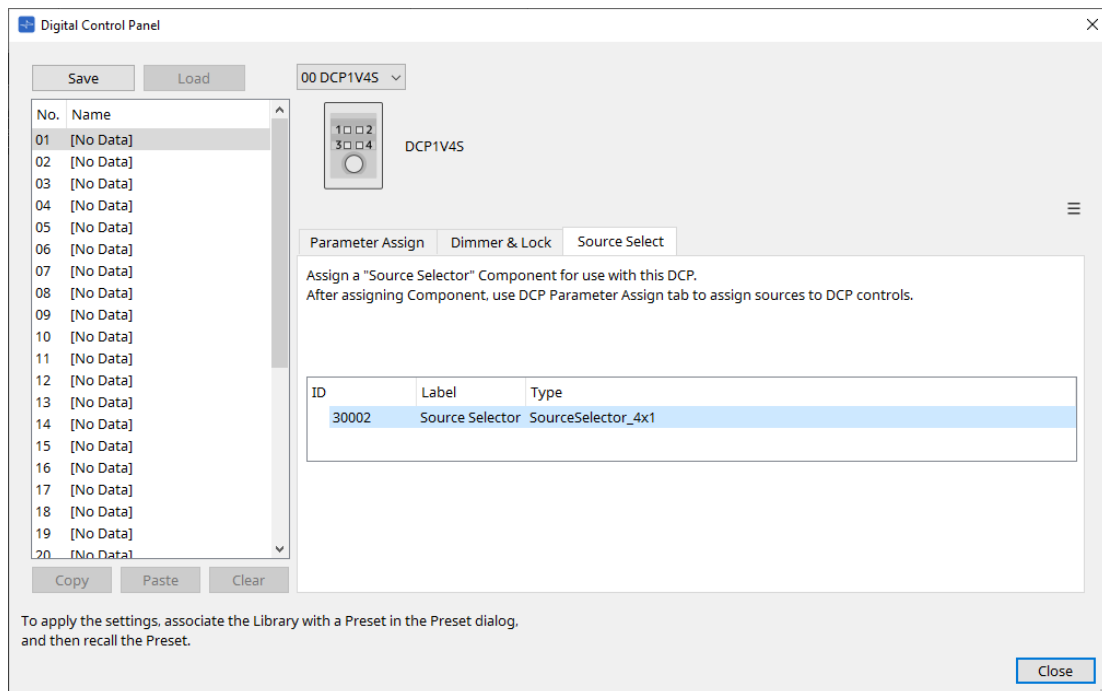 Digital Control Panel
Save
Load
00 DCP1V4S
No. Name
01 [No Data]
02 [No Data]
03 [No Data]
04 [No Data]
05 [No Data]
06 [No Data]
07 [No Data]
08 [No Data]
09 [No Data]
10 [No Data]
11 [No Data]
12 [No Data]
13 [No Data]
14 [No Data]
15 [No Data]
16 [No Data]
17 [No Data]
18 [No Data]
19 [No Data]
20 [No Data]
Copy
Paste
Clear
1 2
3 4
DCP1V4S
Parameter Assign
Dimmer & Lock
Source Select
Assign a "Source Selector" Component for use with this DCP.
After assigning Component, use DCP Parameter Assign tab to assign sources to DCP controls.
ID Label Type
30002 Source Selector SourceSelector_4x1
To apply the settings, associate the Library with a Preset in the Preset dialog,
and then recall the Preset.
Close